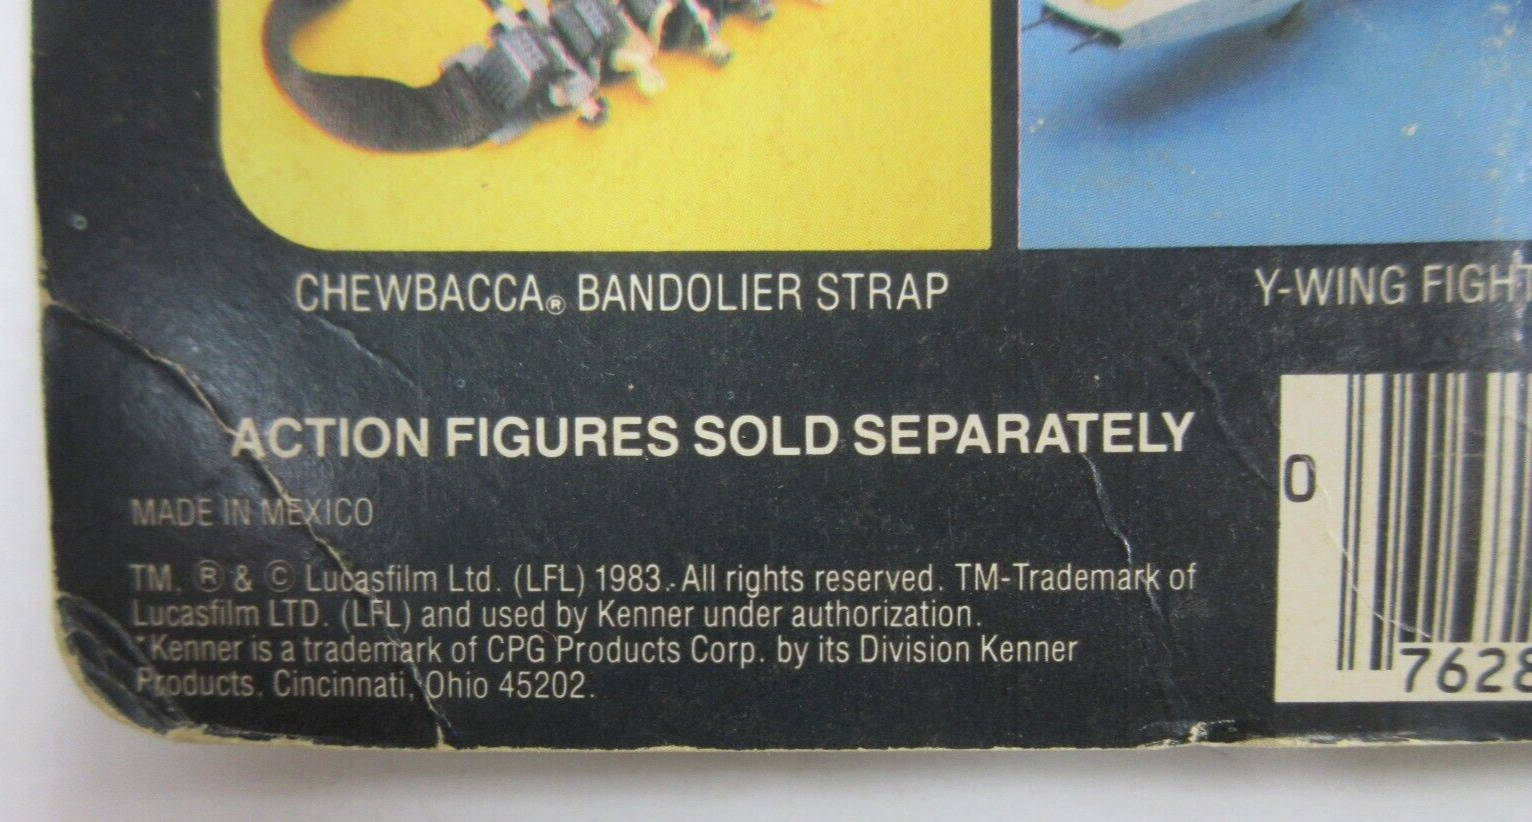 CHEWBACCA® BANDOLIER STRAP
Y-WING FIGHT
ACTION FIGURES SOLD SEPARATELY
MADE IN MEXICO
TM. ® & © Lucasfilm Ltd. (LFL) 1983. All rights reserved. TM-Trademark of
Lucasfilm LTD. (LFL) and used by Kenner under authorization.
*Kenner is a trademark of CPG Products Corp. by its Division Kenner
Products. Cincinnati, Ohio 45202.
0
7628